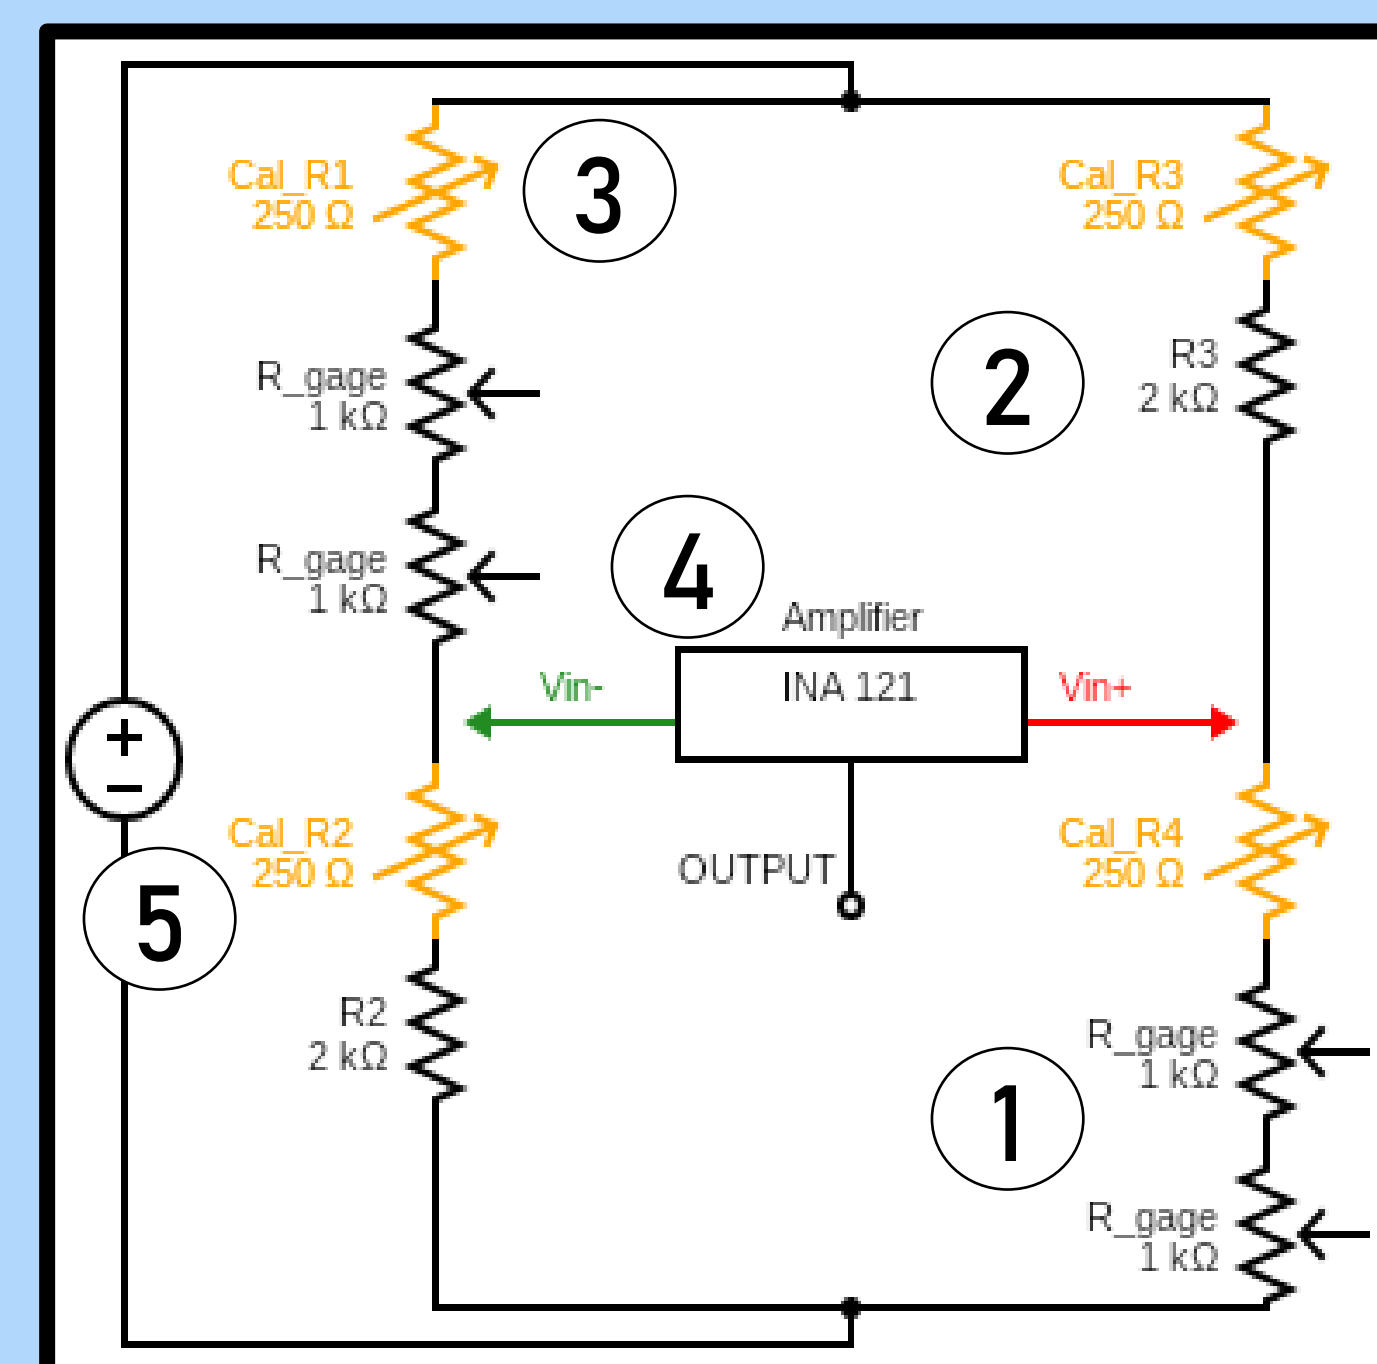 Cal_R1
250 Ω
3
Cal_R3
250 Ω
R_gage
1 kΩ
2
R3
2 kΩ
R_gage
1 kΩ
4
Amplifier
INA 121
Vin-
Vin+
+
−
Cal_R2
250 Ω
OUTPUT
Cal_R4
250 Ω
5
R2
2 kΩ
R_gage
1 kΩ
1
R_gage
1 kΩ